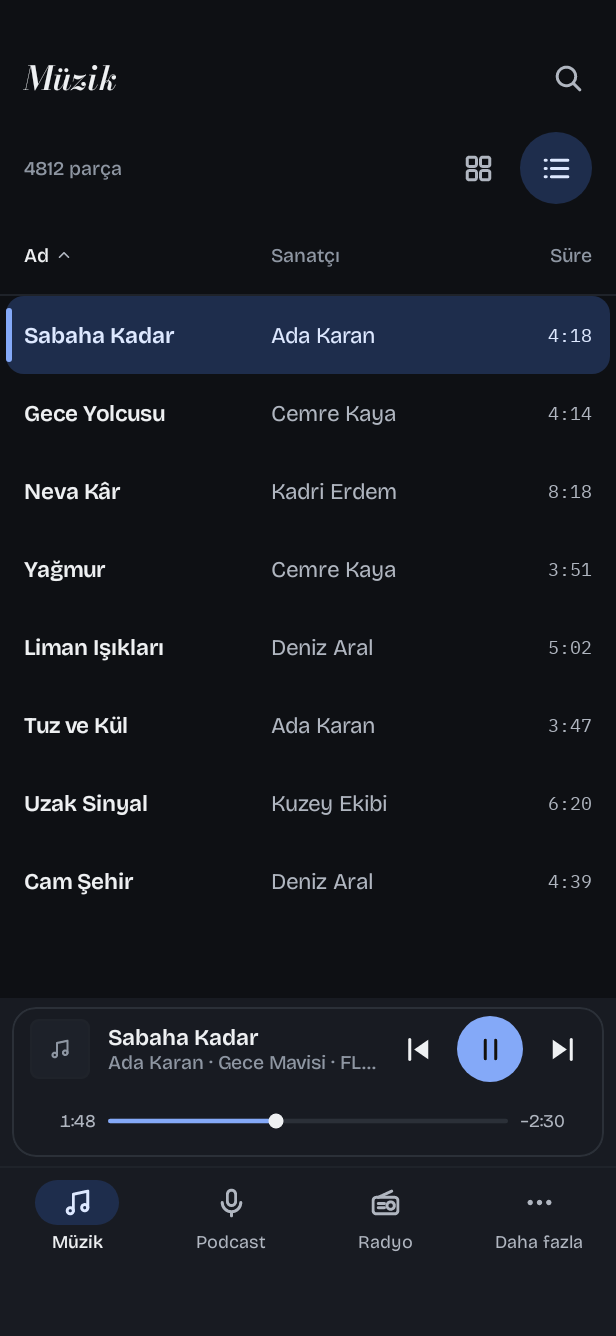 Müzik
4812 parça
Ad Sanatçı Süre
Sabaha Kadar Ada Karan 4:18
Gece Yolcusu Cemre Kaya 4:14
Neva Kâr Kadri Erdem 8:18
Yağmur Cemre Kaya 3:51
Liman Işıkları Deniz Aral 5:02
Tuz ve Kül Ada Karan 3:47
Uzak Sinyal Kuzey Ekibi 6:20
Cam Şehir Deniz Aral 4:39
Sabaha Kadar
Ada Karan · Gece Mavisi · FL...
1:48 -2:30
Müzik Podcast Radyo Daha fazla